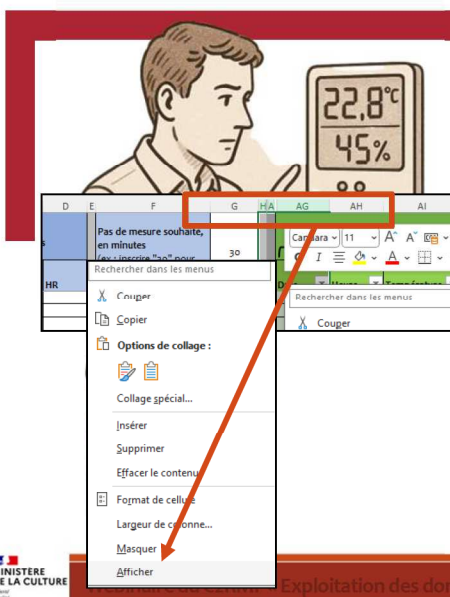 22,8°C
45%
D E F G H A AG AH AI
Pas de mesure souhaité,
en minutes
(ex : inscrire "30" pour
30
HR
11
Rechercher dans les menus
Couper
Copier
Options de collage :
Collage spécial...
Insérer
Supprimer
Effacer le contenu
Format de cellule
Largeur de colonne...
Masquer
Afficher
Rechercher dans les menus
Couper
MINISTÈRE
DE LA CULTURE
Exploitation des don